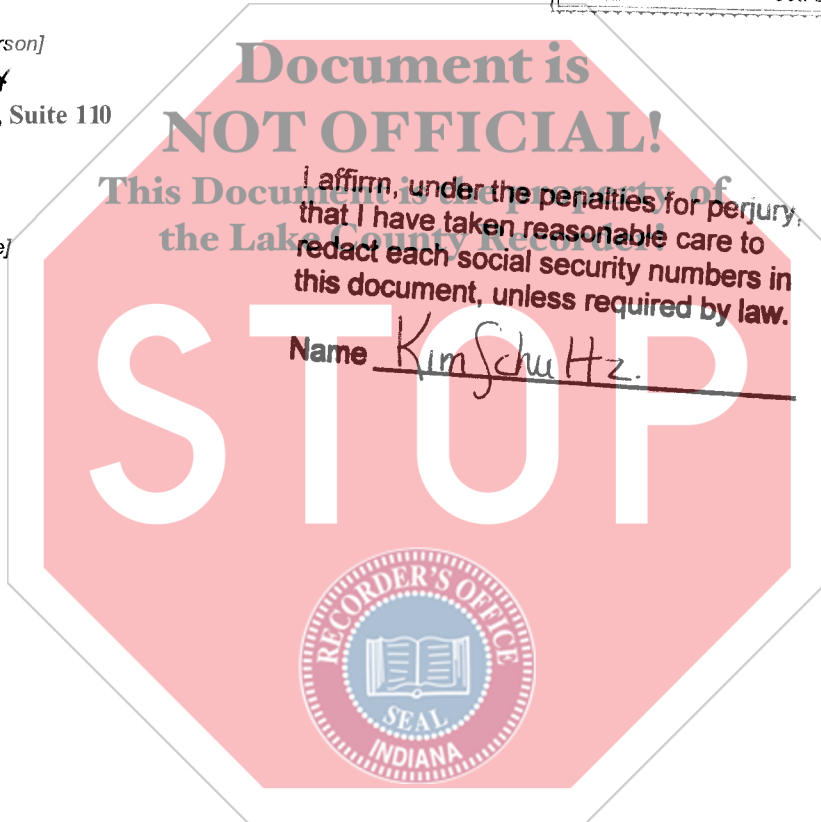 rson]
, Suite 110
e]
Document is
NOT OFFICIAL!
This Document is the property of
the Lake County Recorder!
I affirm, under the penalties for perjury,
that I have taken reasonable care to
redact each social security numbers in
this document, unless required by law.
Name Kim Schultz.
STOP
RECORDER'S OFFICE
SEAL
INDIANA